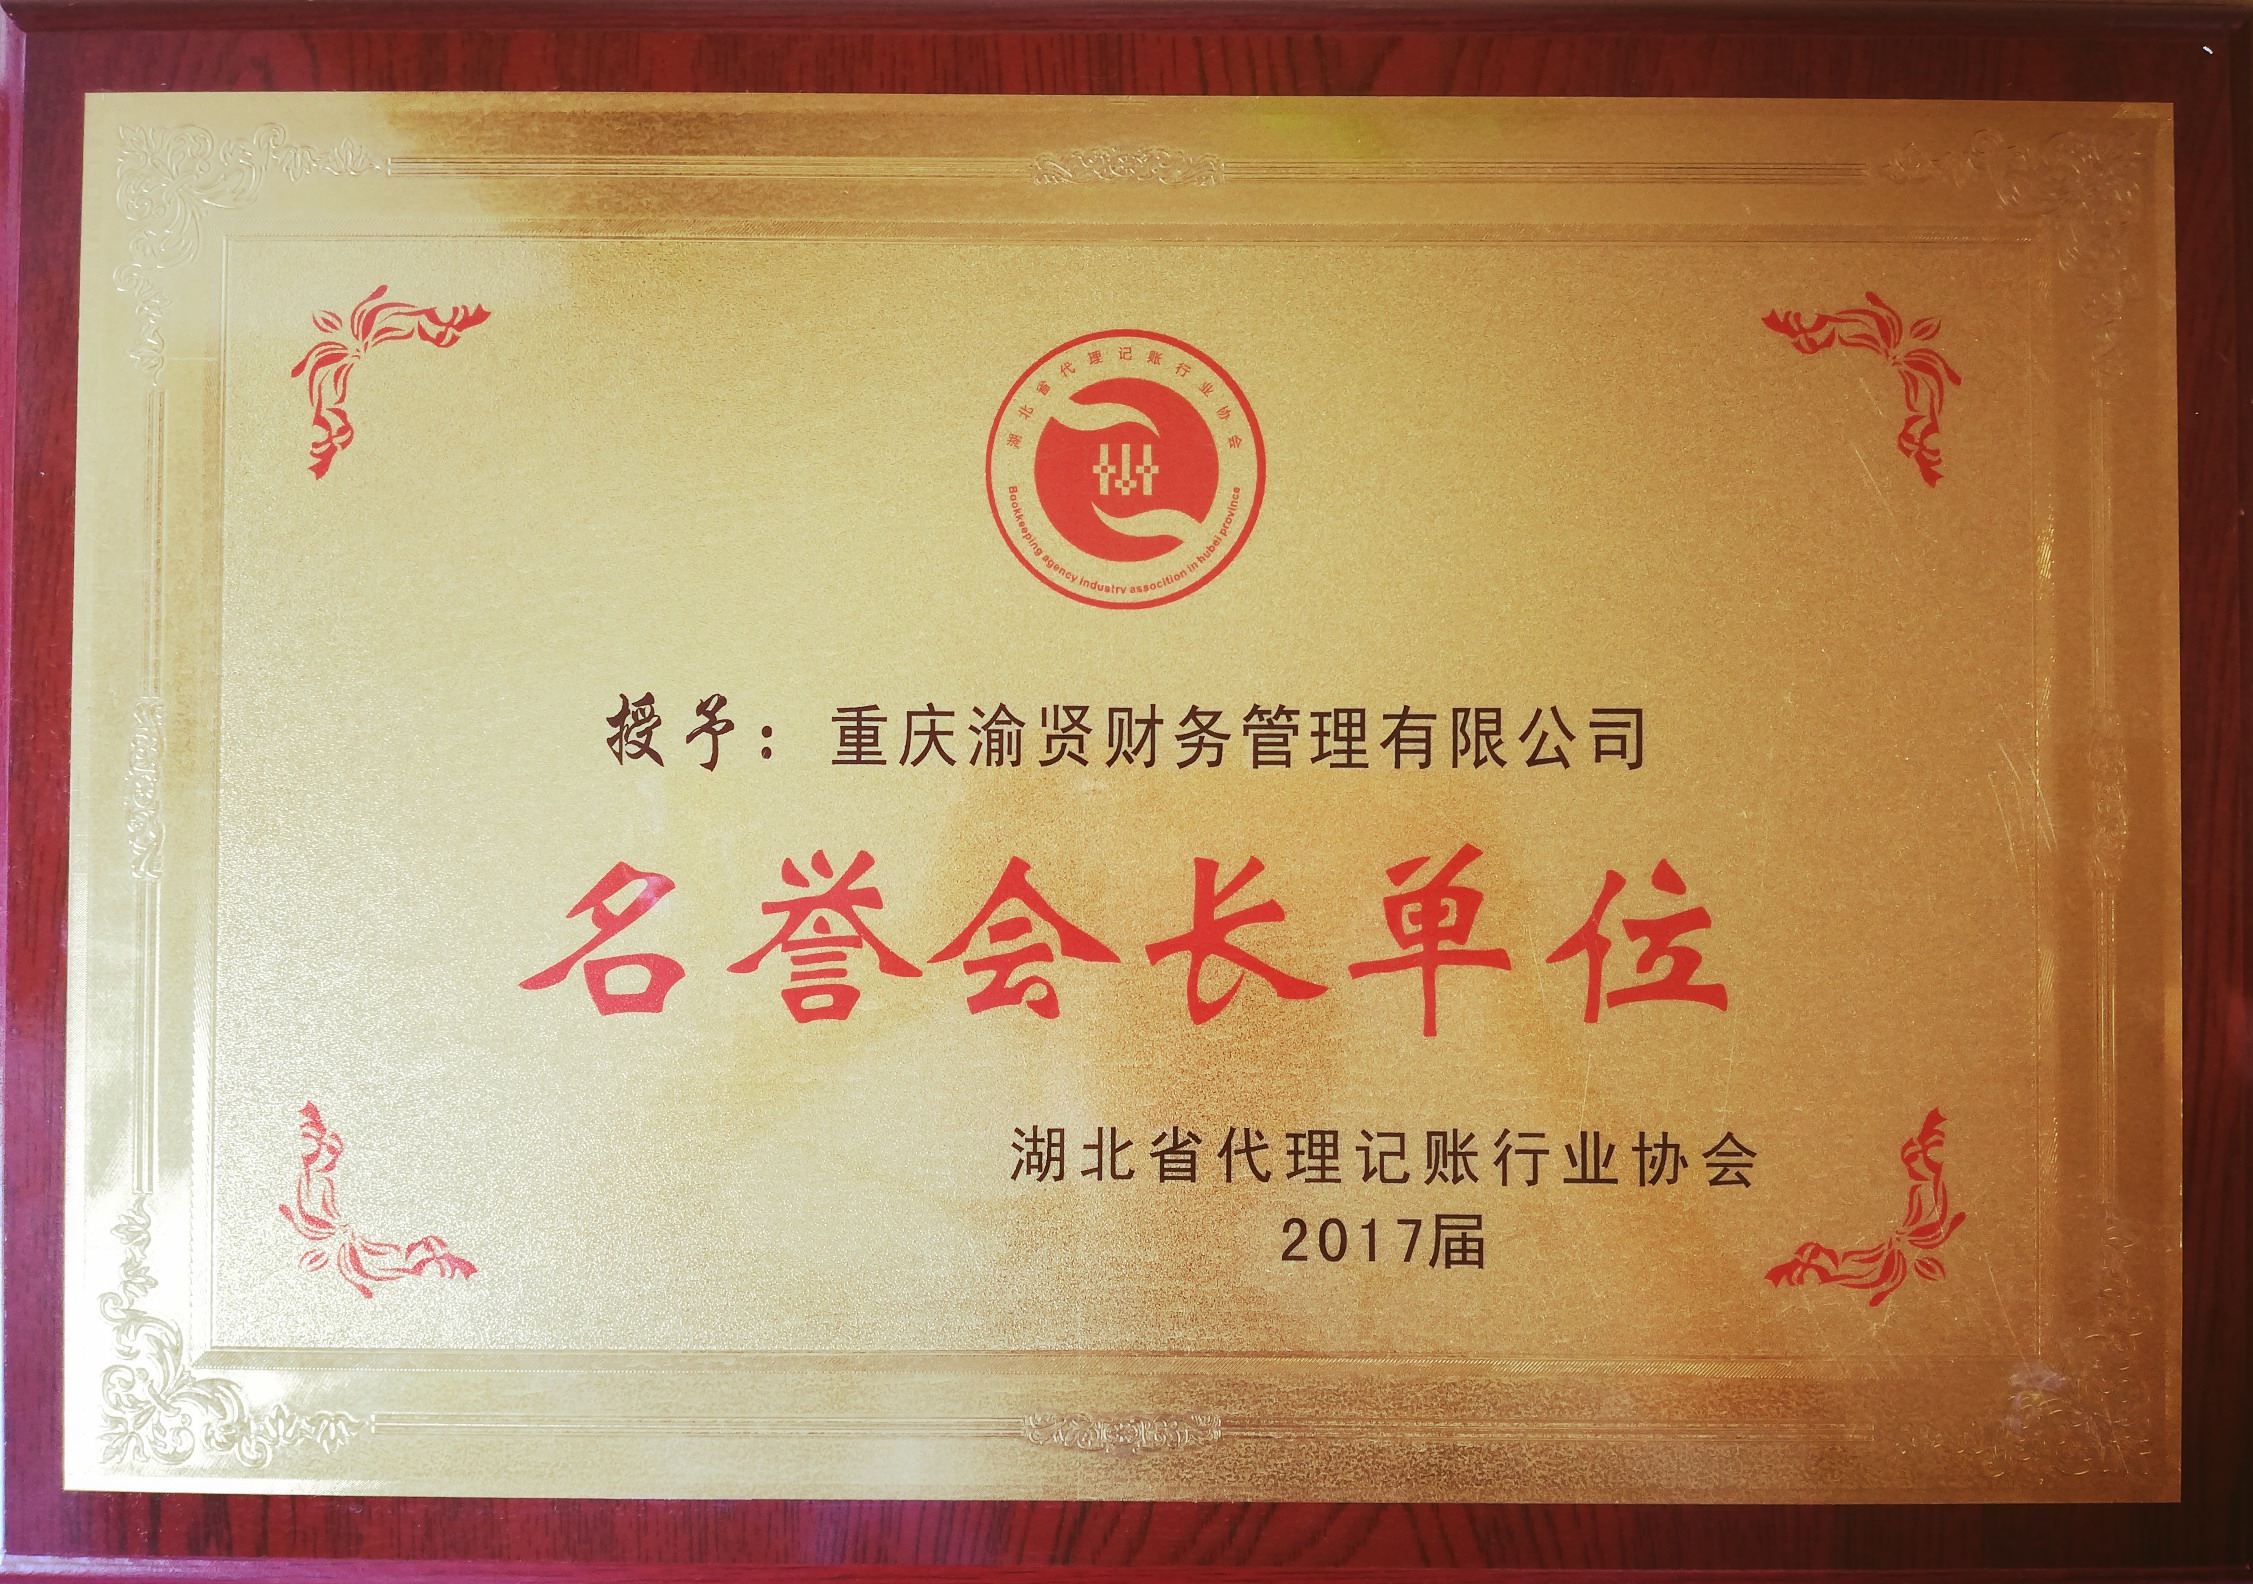 湖北省代理记账行业协会
Bookkeeping agency industry assocition in hubei province
授予：重庆渝贤财务管理有限公司
名誉会长单位
湖北省代理记账行业协会
2017届